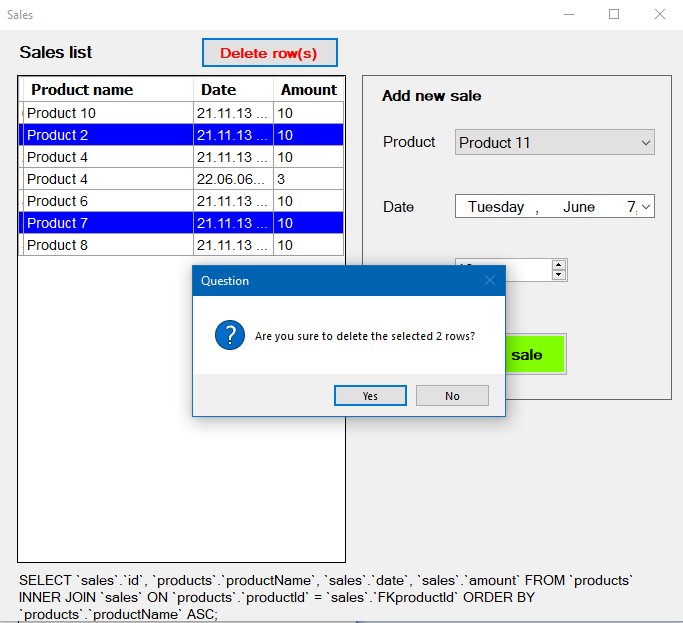 Sales
Sales list
Delete row(s)
Product name Date Amount
Product 10 21.11.13 ... 10
Product 2 21.11.13 ... 10
Product 4 21.11.13 ... 10
Product 4 22.06.06... 3
Product 6 21.11.13 ... 10
Product 7 21.11.13 ... 10
Product 8 21.11.13 ... 10
Add new sale
Product Product 11
Date Tuesday , June 7,
sale
Question
Are you sure to delete the selected 2 rows?
Yes No
SELECT `sales`.`id`, `products`.`productName`, `sales`.`date`, `sales`.`amount` FROM `products`
INNER JOIN `sales` ON `products`.`productId` = `sales`.`FKproductId` ORDER BY
`products`.`productName` ASC;